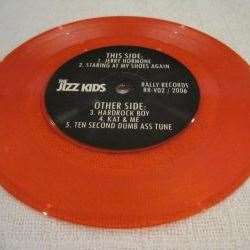 THIS SIDE:
1. JERRY HORMONE
2. STARING AT MY SHOES AGAIN
THE JIZZ KIDS
RALLY RECORDS
RR-V02 / 2006
OTHER SIDE:
3. HARDROCK BOY
4. KAT & ME
5. TEN SECOND DUMB ASS TUNE